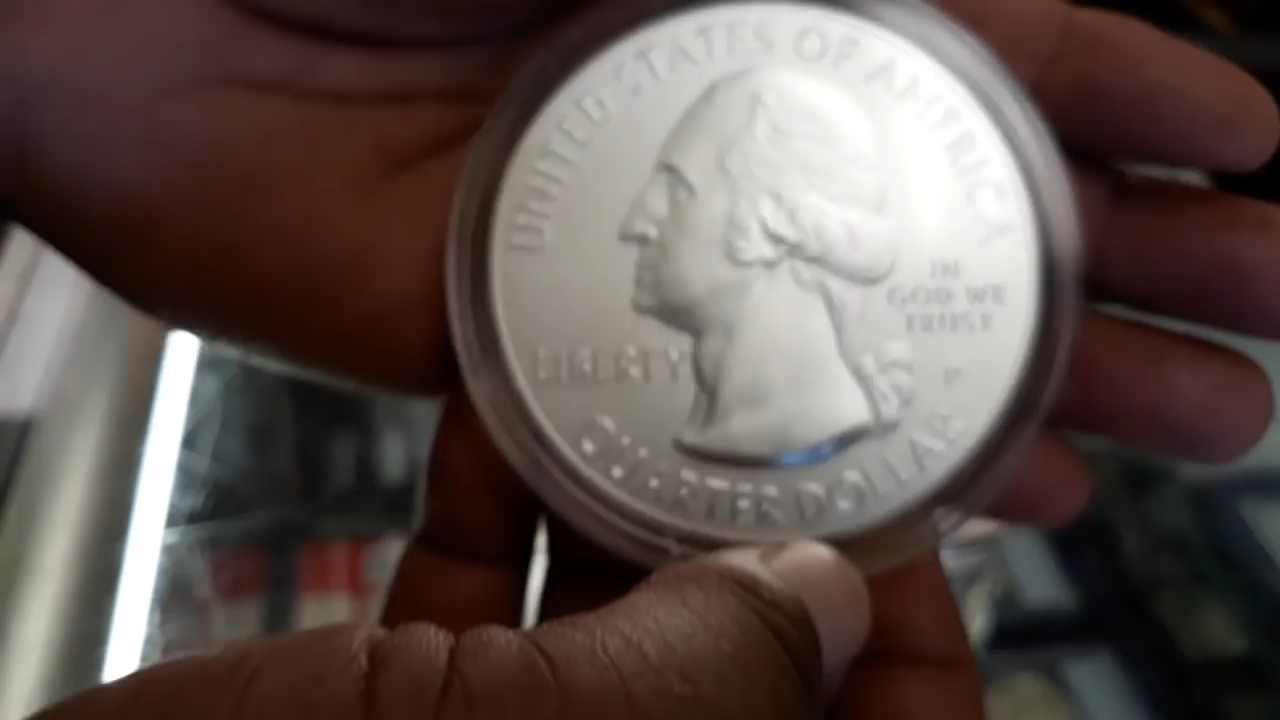 UNITED STATES OF AMERICA
IN
GOD WE
TRUST
LIBERTY
P
QUARTER DOLLAR